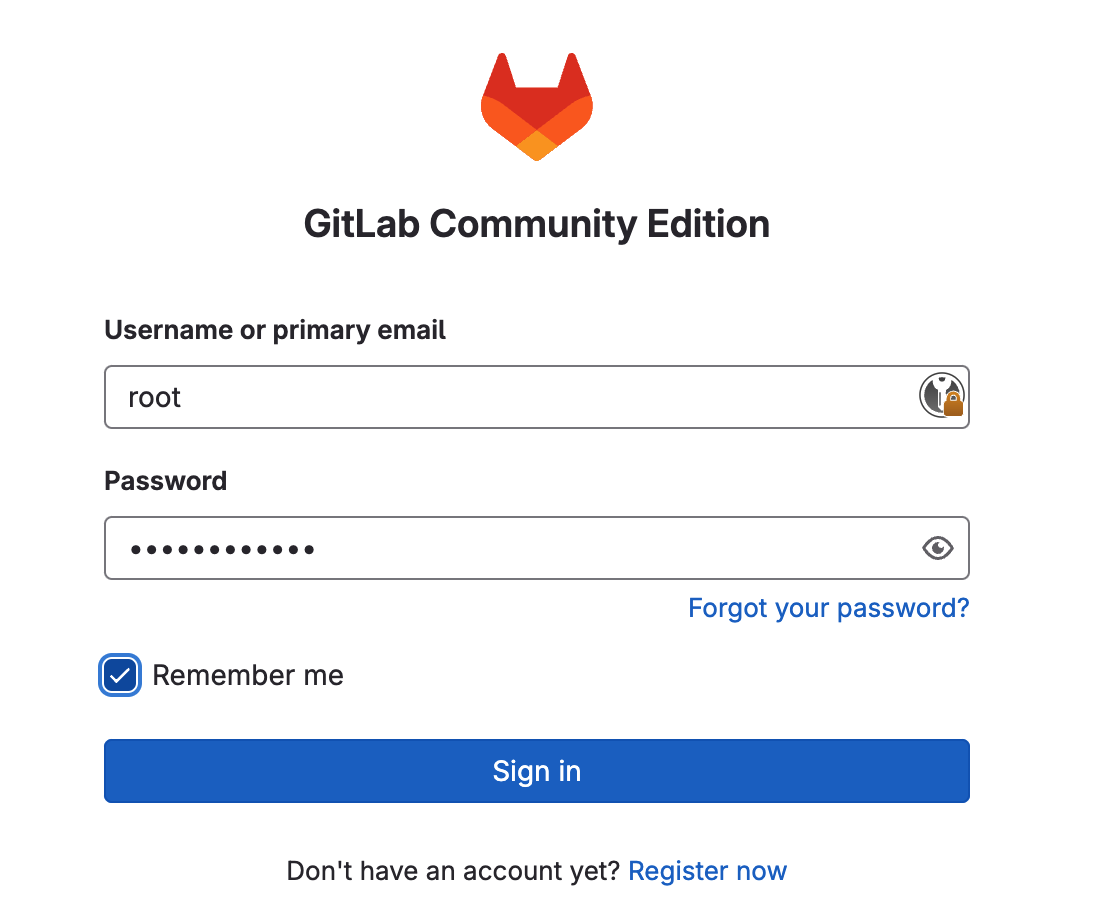 GitLab Community Edition
Username or primary email
root
Password
••••••••••••
Forgot your password?
Remember me
Sign in
Don't have an account yet? Register now